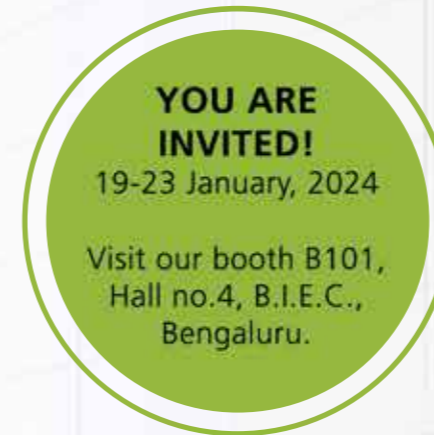 YOU ARE
INVITED!
19-23 January, 2024
Visit our booth B101,
Hall no.4, B.I.E.C.,
Bengaluru.